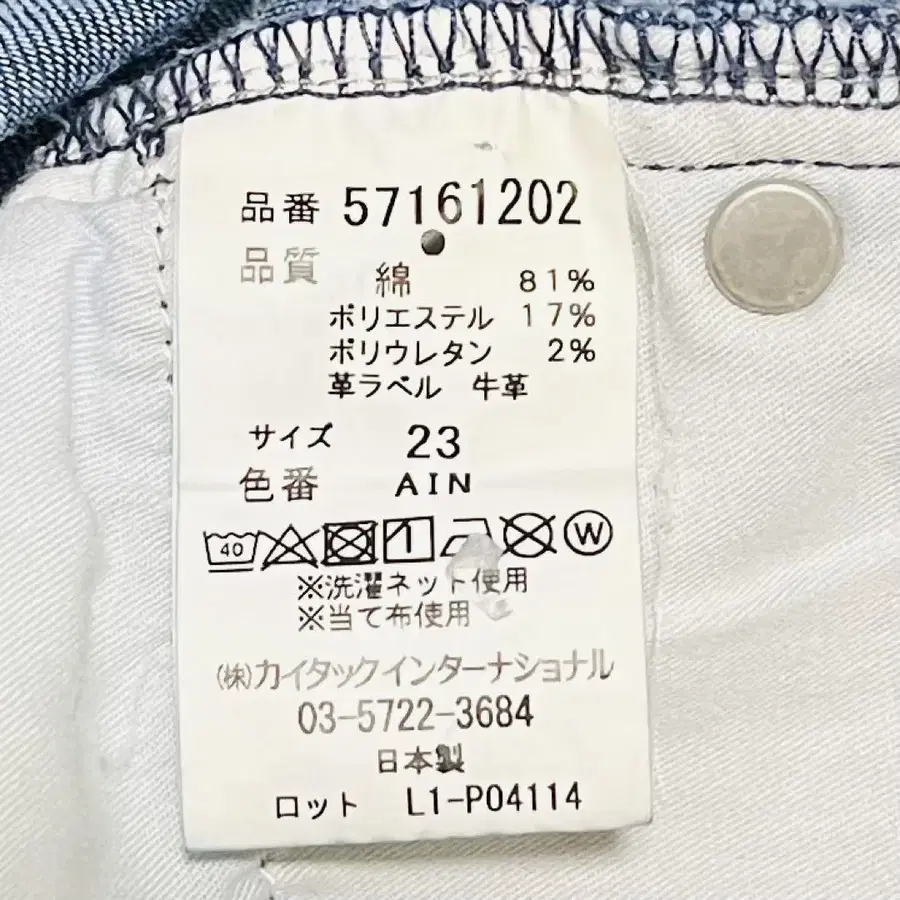 品番 57161202
品質
綿 81%
ポリエステル 17%
ポリウレタン 2%
革ラベル 牛革
サイズ 23
色番 AIN
40 W
※洗濯ネット使用
※当て布使用
㈱カイタックインターナショナル
03-5722-3684
日本製
ロット L1-P04114